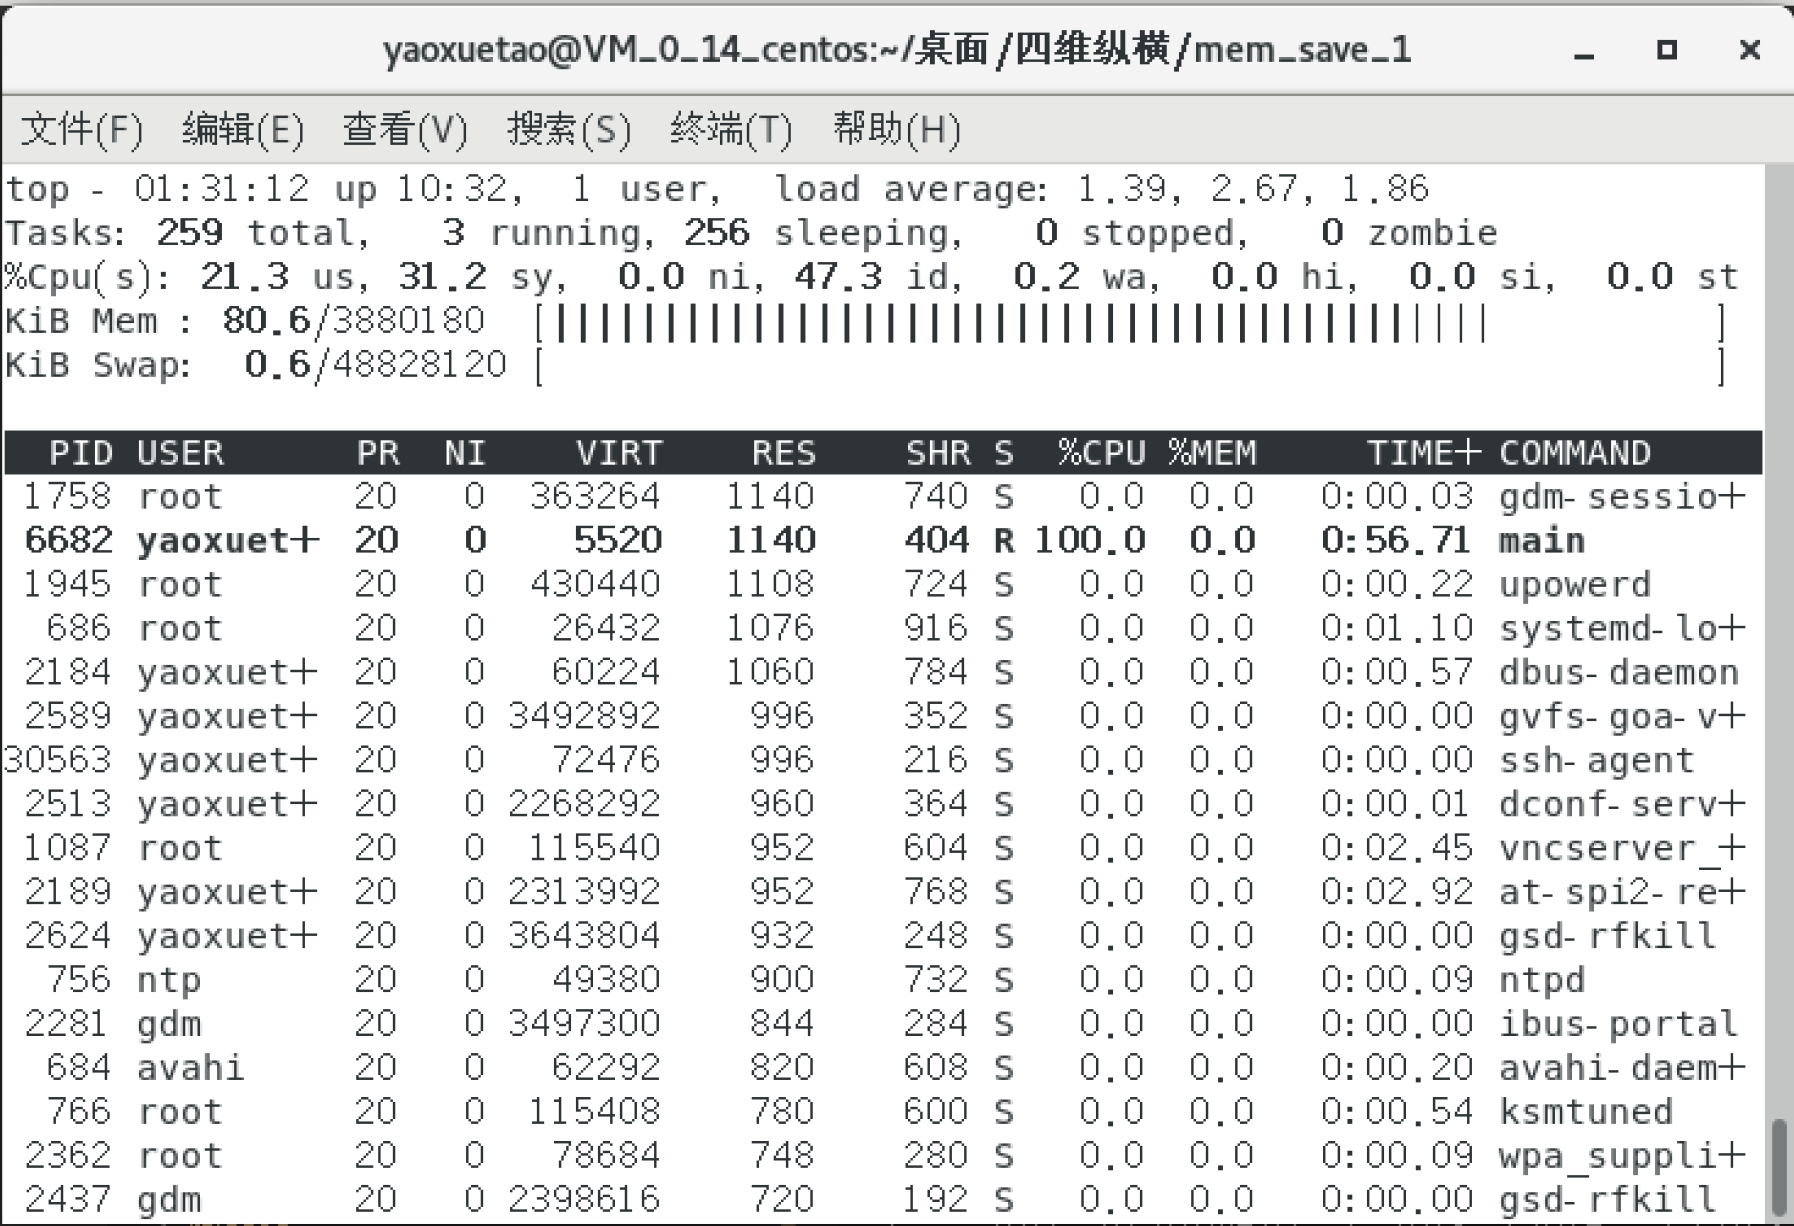 yaoxuetao@VM_0_14_centos:~/桌面/四维纵横/mem_save_1
文件(F) 编辑(E) 查看(V) 搜索(S) 终端(T) 帮助(H)
top - 01:31:12 up 10:32, 1 user, load average: 1.39, 2.67, 1.86
Tasks: 259 total, 3 running, 256 sleeping, 0 stopped, 0 zombie
%Cpu(s): 21.3 us, 31.2 sy, 0.0 ni, 47.3 id, 0.2 wa, 0.0 hi, 0.0 si, 0.0 st
KiB Mem : 80.6/3880180 [|||||||||||||||||||||||||||||||||||||||||||          ]
KiB Swap: 0.6/48828120 [                                                     ]
PID USER PR NI VIRT RES SHR S %CPU %MEM TIME+ COMMAND
1758 root 20 0 363264 1140 740 S 0.0 0.0 0:00.03 gdm-sessio+
6682 yaoxuet+ 20 0 5520 1140 404 R 100.0 0.0 0:56.71 main
1945 root 20 0 430440 1108 724 S 0.0 0.0 0:00.22 upowerd
686 root 20 0 26432 1076 916 S 0.0 0.0 0:01.10 systemd-lo+
2184 yaoxuet+ 20 0 60224 1060 784 S 0.0 0.0 0:00.57 dbus-daemon
2589 yaoxuet+ 20 0 3492892 996 352 S 0.0 0.0 0:00.00 gvfs-goa-v+
30563 yaoxuet+ 20 0 72476 996 216 S 0.0 0.0 0:00.00 ssh-agent
2513 yaoxuet+ 20 0 2268292 960 364 S 0.0 0.0 0:00.01 dconf-serv+
1087 root 20 0 115540 952 604 S 0.0 0.0 0:02.45 vncserver_+
2189 yaoxuet+ 20 0 2313992 952 768 S 0.0 0.0 0:02.92 at-spi2-re+
2624 yaoxuet+ 20 0 3643804 932 248 S 0.0 0.0 0:00.00 gsd-rfkill
756 ntp 20 0 49380 900 732 S 0.0 0.0 0:00.09 ntpd
2281 gdm 20 0 3497300 844 284 S 0.0 0.0 0:00.00 ibus-portal
684 avahi 20 0 62292 820 608 S 0.0 0.0 0:00.20 avahi-daem+
766 root 20 0 115408 780 600 S 0.0 0.0 0:00.54 ksmtuned
2362 root 20 0 78684 748 280 S 0.0 0.0 0:00.09 wpa_suppli+
2437 gdm 20 0 2398616 720 192 S 0.0 0.0 0:00.00 gsd-rfkill